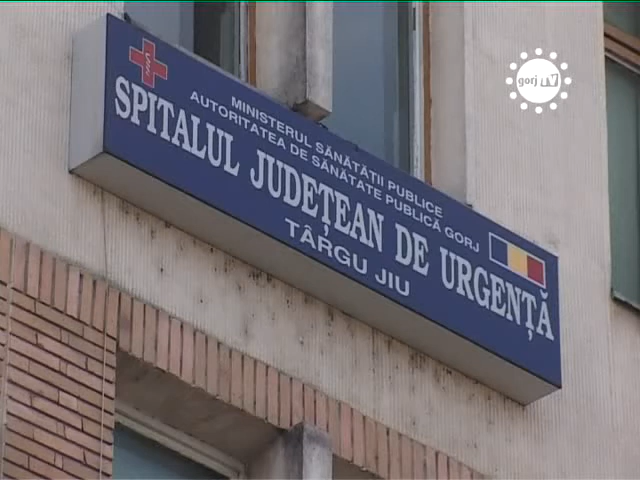 gorj TV
MINISTERUL SĂNĂTĂȚII PUBLICE
AUTORITATEA DE SĂNĂTATE PUBLICĂ GORJ
SPITALUL JUDEȚEAN DE URGENȚĂ
TÂRGU JIU